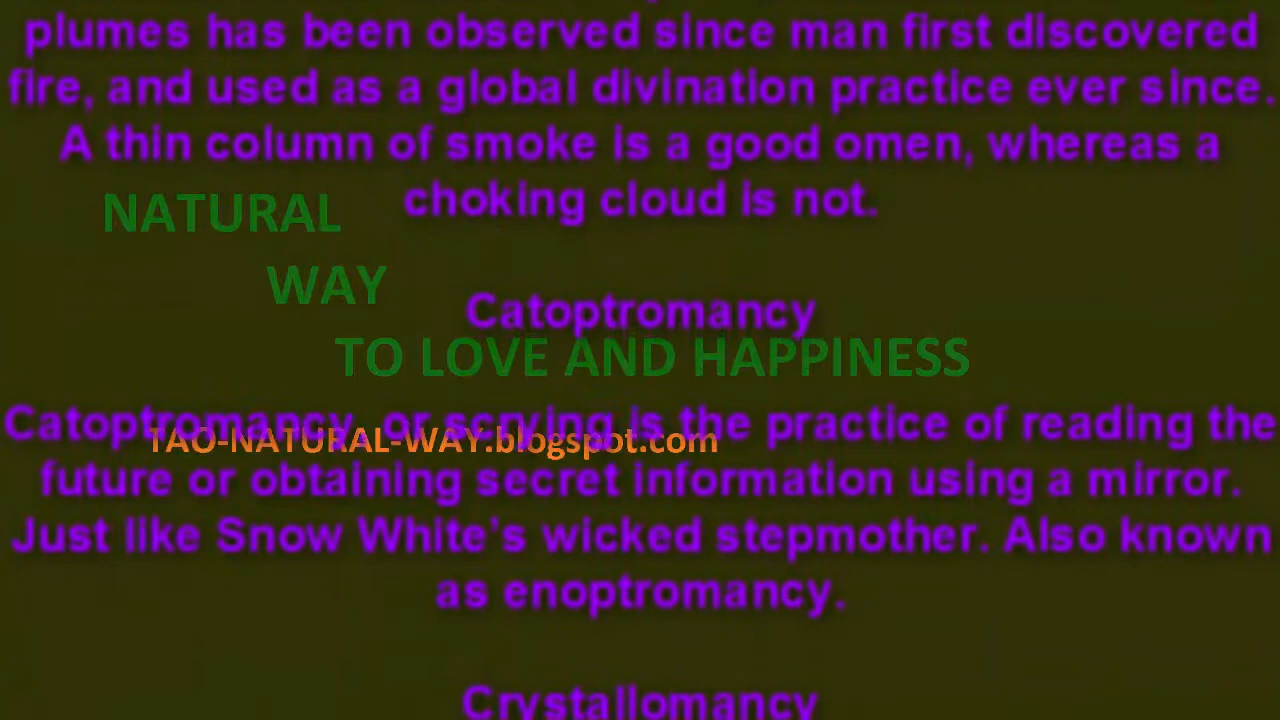 plumes has been observed since man first discovered
fire, and used as a global divination practice ever since.
A thin column of smoke is a good omen, whereas a
choking cloud is not.
NATURAL
WAY
Catoptromancy
TO LOVE AND HAPPINESS
Catoptromancy, or scrying is the practice of reading the
TAO-NATURAL-WAY.blogspot.com
future or obtaining secret information using a mirror.
Just like Snow White's wicked stepmother. Also known
as enoptromancy.
Crystallomancy